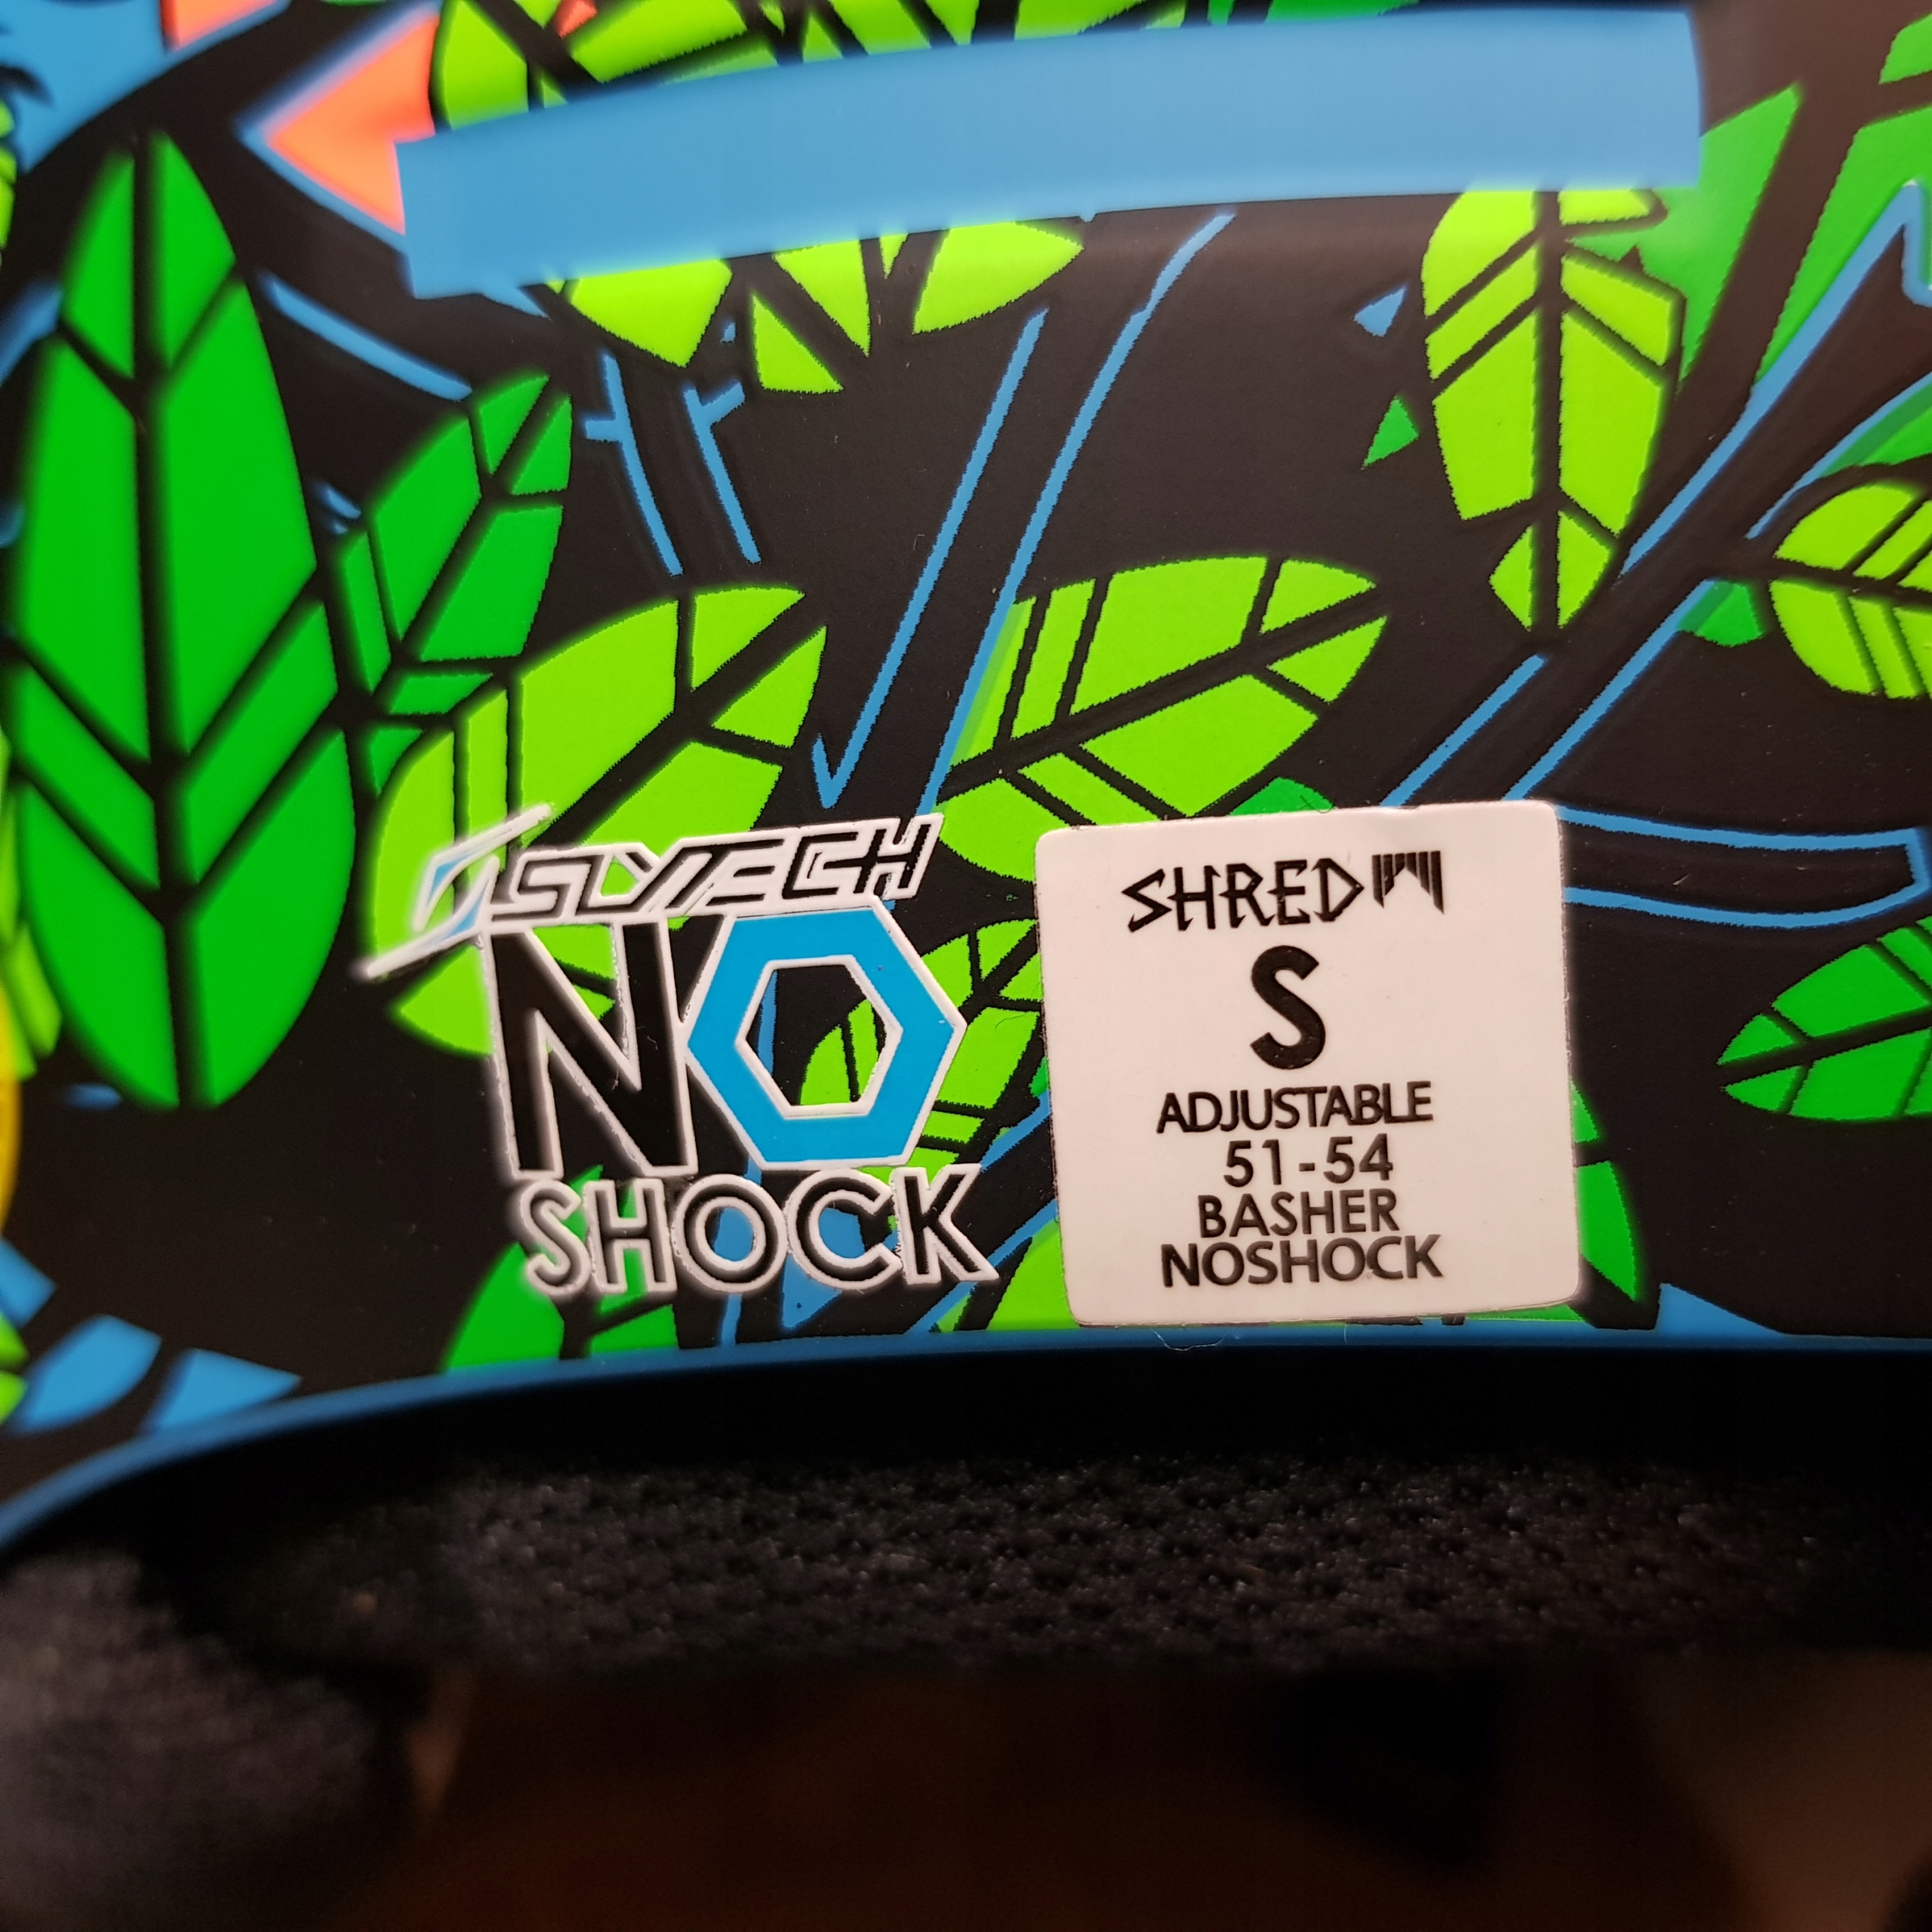 SLYTECH
NO
SHOCK
SHRED
S
ADJUSTABLE
51-54
BASHER
NOSHOCK